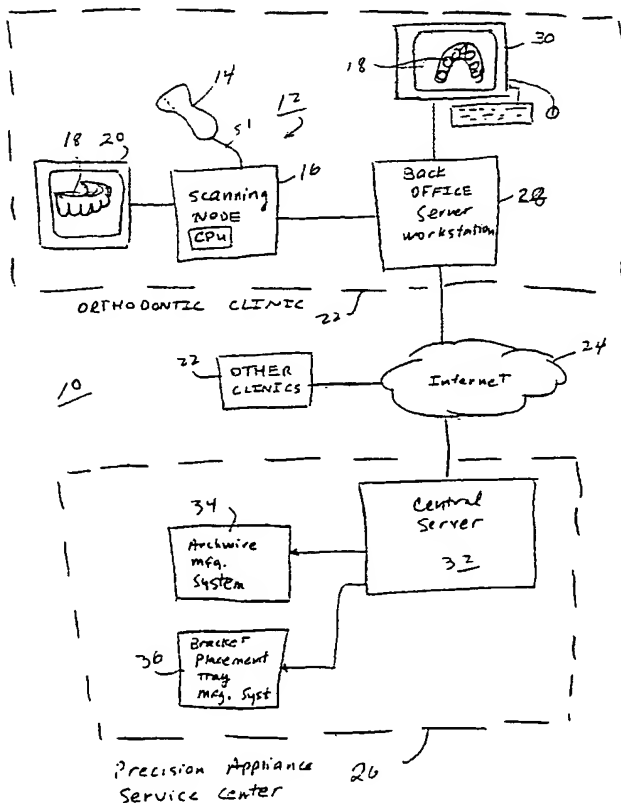 30
14
18
12
51
18 20
16
Scanning
NODE
CPU
BACK
OFFICE
Server
workstation
28
ORTHODONTIC CLINIC
22
24
22
OTHER
CLINICS
Internet
10
34
Central
Server
32
Archwire
mfg.
System
36
Bracket
Placement
Tray
mfg. Syst
Precision Appliance
Service Center
26